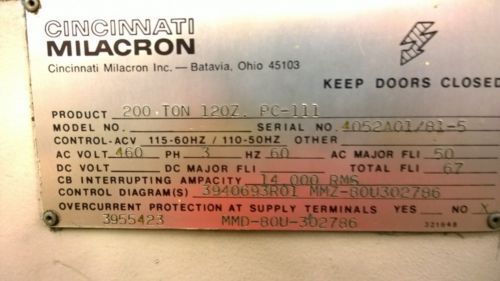 CINCINNATI
MILACRON
Cincinnati Milacron Inc. — Batavia, Ohio 45103
KEEP DOORS CLOSED
PRODUCT 200 TON 12OZ. PC-111
MODEL NO. SERIAL NO. 4052A01/81-5
CONTROL-ACV 115-60HZ / 110-50HZ OTHER
AC VOLT 460 PH 3 HZ 60 AC MAJOR FLI 50
DC VOLT DC MAJOR FLI TOTAL FLI 67
CB INTERRUPTING AMPACITY 14,000 RMS
CONTROL DIAGRAM(S) 3940693R01 MMZ-80U302786
OVERCURRENT PROTECTION AT SUPPLY TERMINALS YES NO X
3955423 MMD-80U-302786 321048